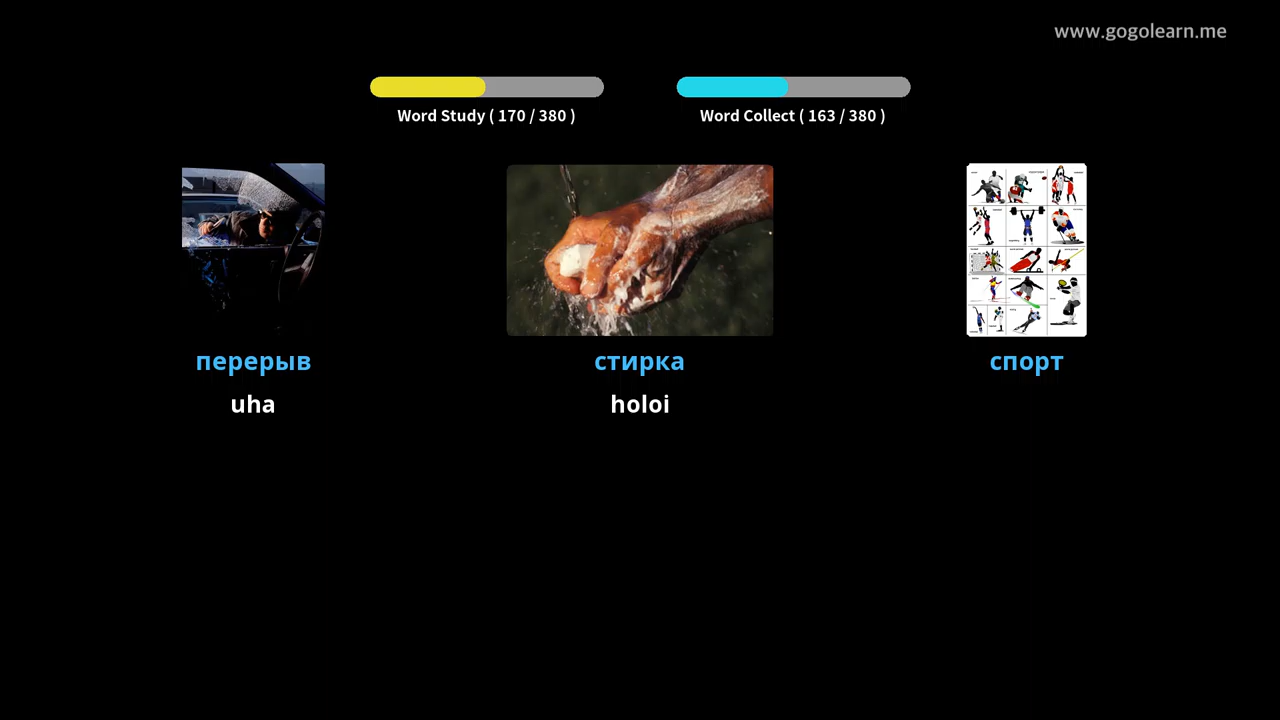 www.gogolearn.me
Word Study ( 170 / 380 )
Word Collect ( 163 / 380 )
перерыв
стирка
спорт
uha
holoi